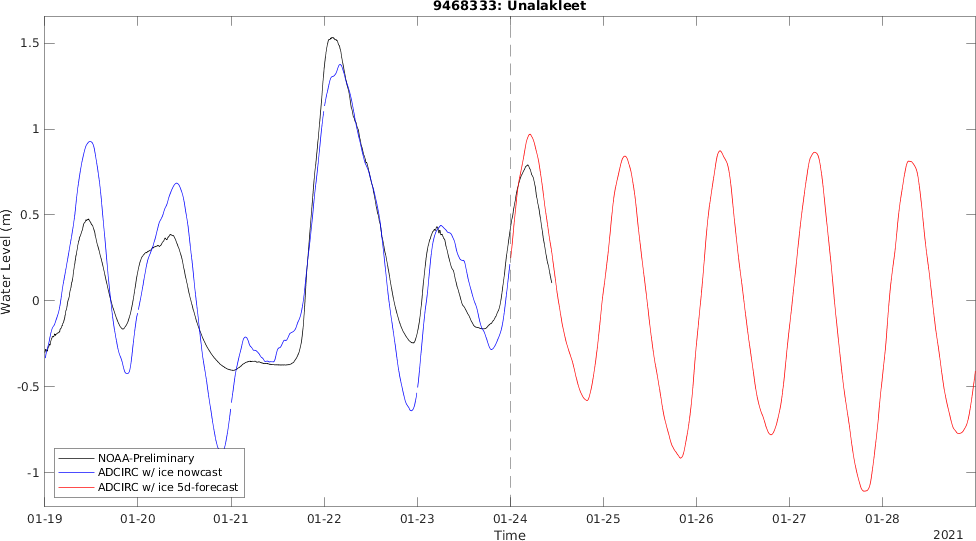 9468333: Unalakleet
Water Level (m)
1.5
1
0.5
0
-0.5
-1
NOAA-Preliminary
ADCIRC w/ ice nowcast
ADCIRC w/ ice 5d-forecast
01-19 01-20 01-21 01-22 01-23 01-24 01-25 01-26 01-27 01-28
Time
2021